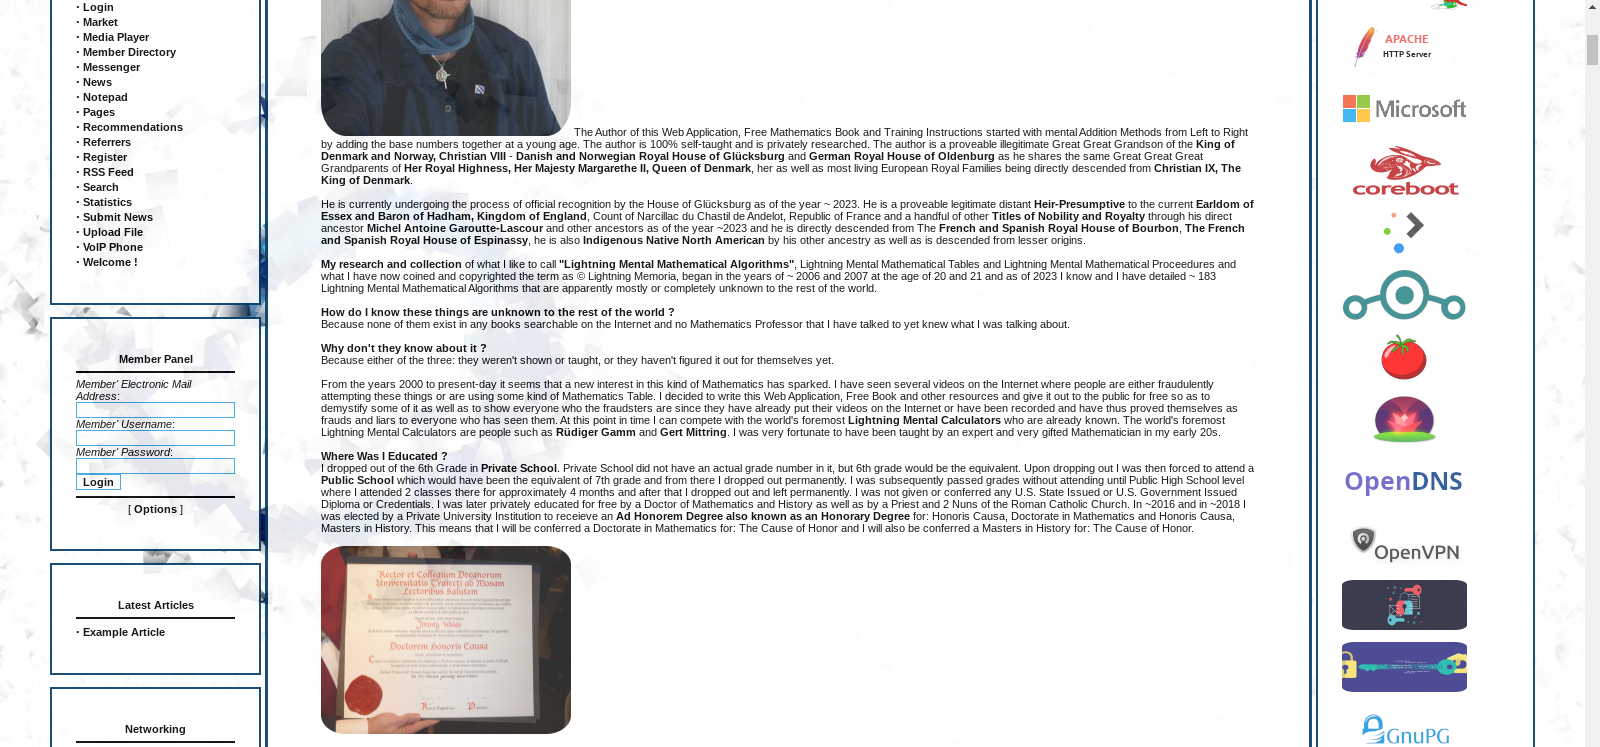 · Login
· Market
· Media Player
· Member Directory
· Messenger
· News
· Notepad
· Pages
· Recommendations
· Referrers
· Register
· RSS Feed
· Search
· Statistics
· Submit News
· Upload File
· VoIP Phone
· Welcome !
Member Panel
Member' Electronic Mail
Address:
Member' Username:
Member' Password:
Login
[ Options ]
Latest Articles
· Example Article
Networking
The Author of this Web Application, Free Mathematics Book and Training Instructions started with mental Addition Methods from Left to Right
by adding the base numbers together at a young age. The author is 100% self-taught and is privately researched. The author is a proveable illegitimate Great Great Grandson of the King of
Denmark and Norway, Christian VIII - Danish and Norwegian Royal House of Glücksburg and German Royal House of Oldenburg as he shares the same Great Great Great
Grandparents of Her Royal Highness, Her Majesty Margarethe II, Queen of Denmark, her as well as most living European Royal Families being directly descended from Christian IX, The
King of Denmark.
He is currently undergoing the process of official recognition by the House of Glücksburg as of the year ~ 2023. He is a proveable legitimate distant Heir-Presumptive to the current Earldom of
Essex and Baron of Hadham, Kingdom of England, Count of Narcillac du Chastil de Andelot, Republic of France and a handful of other Titles of Nobility and Royalty through his direct
ancestor Michel Antoine Garoutte-Lascour and other ancestors as of the year ~2023 and he is directly descended from The French and Spanish Royal House of Bourbon, The French
and Spanish Royal House of Espinassy, he is also Indigenous Native North American by his other ancestry as well as is descended from lesser origins.
My research and collection of what I like to call "Lightning Mental Mathematical Algorithms", Lightning Mental Mathematical Tables and Lightning Mental Mathematical Proceedures and
what I have now coined and copyrighted the term as © Lightning Memoria, began in the years of ~ 2006 and 2007 at the age of 20 and 21 and as of 2023 I know and I have detailed ~ 183
Lightning Mental Mathematical Algorithms that are apparently mostly or completely unknown to the rest of the world.
How do I know these things are unknown to the rest of the world ?
Because none of them exist in any books searchable on the Internet and no Mathematics Professor that I have talked to yet knew what I was talking about.
Why don't they know about it ?
Because either of the three: they weren't shown or taught, or they haven't figured it out for themselves yet.
From the years 2000 to present-day it seems that a new interest in this kind of Mathematics has sparked. I have seen several videos on the Internet where people are either fraudulently
attempting these things or are using some kind of Mathematics Table. I decided to write this Web Application, Free Book and other resources and give it out to the public for free so as to
demystify some of it as well as to show everyone who the fraudsters are since they have already put their videos on the Internet or have been recorded and have thus proved themselves as
frauds and liars to everyone who has seen them. At this point in time I can compete with the world's foremost Lightning Mental Calculators who are already known. The world's foremost
Lightning Mental Calculators are people such as Rüdiger Gamm and Gert Mittring. I was very fortunate to have been taught by an expert and very gifted Mathematician in my early 20s.
Where Was I Educated ?
I dropped out of the 6th Grade in Private School. Private School did not have an actual grade number in it, but 6th grade would be the equivalent. Upon dropping out I was then forced to attend a
Public School which would have been the equivalent of 7th grade and from there I dropped out permanently. I was subsequently passed grades without attending until Public High School level
where I attended 2 classes there for approximately 4 months and after that I dropped out and left permanently. I was not given or conferred any U.S. State Issued or U.S. Government Issued
Diploma or Credentials. I was later privately educated for free by a Doctor of Mathematics and History as well as by a Priest and 2 Nuns of the Roman Catholic Church. In ~2016 and in ~2018 I
was elected by a Private University Institution to receieve an Ad Honorem Degree also known as an Honorary Degree for: Honoris Causa, Doctorate in Mathematics and Honoris Causa,
Masters in History. This means that I will be conferred a Doctorate in Mathematics for: The Cause of Honor and I will also be conferred a Masters in History for: The Cause of Honor.
Rector et Collegium Decanorum
Universitatis Traiecti ad Mosam
Lectoribus Salutem
Jimmy Wales
Doctorem Honoris Causa
APACHE
HTTP Server
Microsoft
coreboot
OpenDNS
OpenVPN
GnuPG